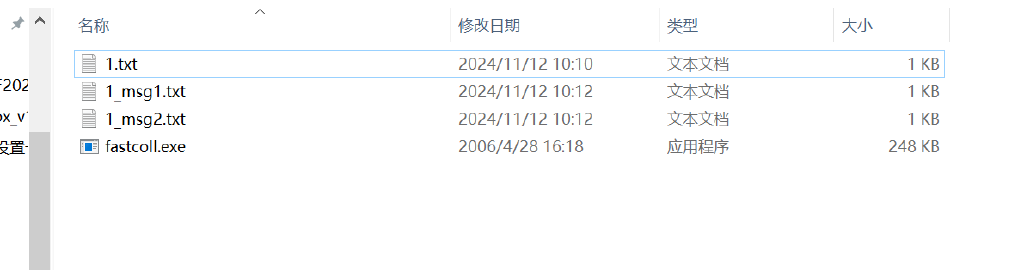 名称 修改日期 类型 大小
1.txt 2024/11/12 10:10 文本文档 1 KB
F202
1_msg1.txt 2024/11/12 10:12 文本文档 1 KB
ox_v
1_msg2.txt 2024/11/12 10:12 文本文档 1 KB
设置
fastcoll.exe 2006/4/28 16:18 应用程序 248 KB